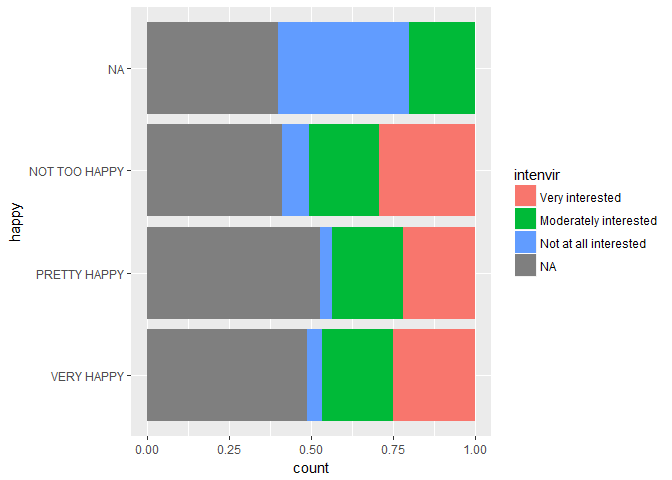 NA
NOT TOO HAPPY
PRETTY HAPPY
VERY HAPPY
happy
0.00 0.25 0.50 0.75 1.00
count
intenvir
Very interested
Moderately interested
Not at all interested
NA